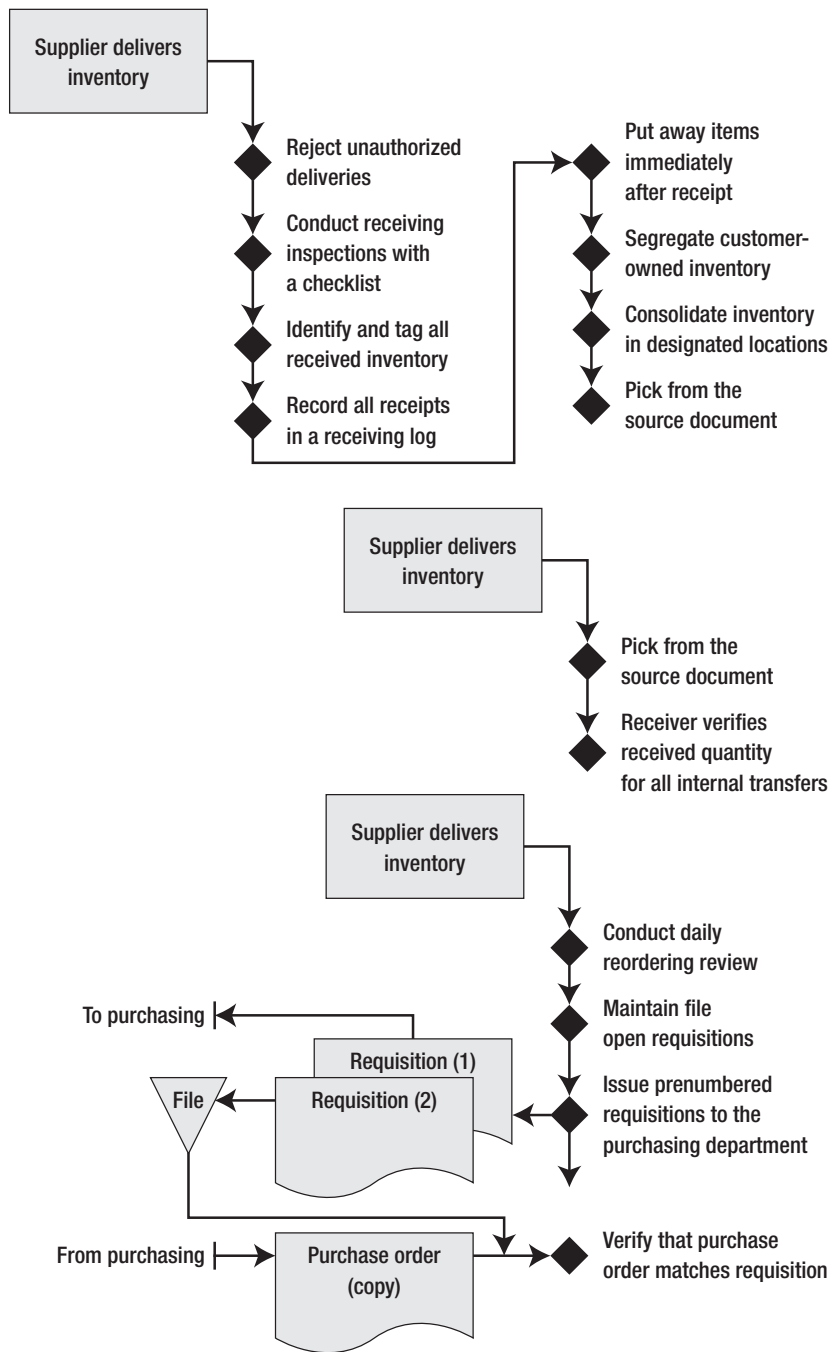 Supplier delivers
inventory
Reject unauthorized
deliveries
Conduct receiving
inspections with
a checklist
Identify and tag all
received inventory
Record all receipts
in a receiving log
Put away items
immediately
after receipt
Segregate customer-
owned inventory
Consolidate inventory
in designated locations
Pick from the
source document
Supplier delivers
inventory
Pick from the
source document
Receiver verifies
received quantity
for all internal transfers
Supplier delivers
inventory
Conduct daily
reordering review
Maintain file
open requisitions
Issue prenumbered
requisitions to the
purchasing department
To purchasing
Requisition (1)
Requisition (2)
File
From purchasing
Purchase order
(copy)
Verify that purchase
order matches requisition